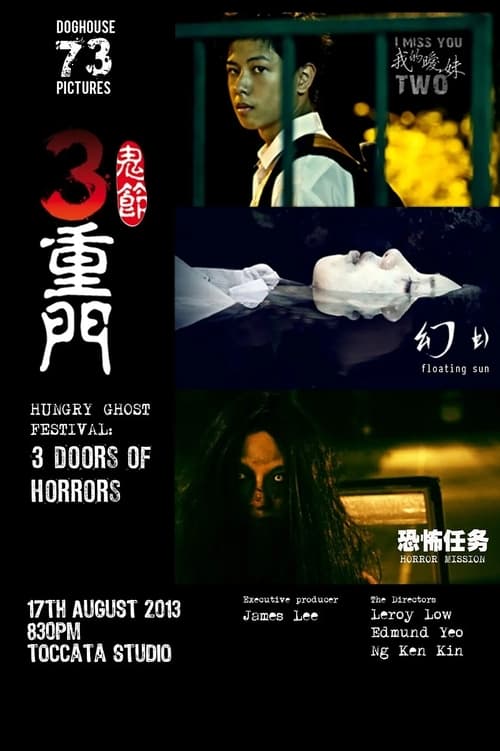 DOGHOUSE
73
PICTURES
3
鬼節
重
門
HUNGRY GHOST
FESTIVAL:
3 DOORS OF
HORRORS
I MISS YOU
我的曖妹
TWO
幻日
floating sun
恐怖任务
HORROR MISSION
17TH AUGUST 2013
830PM
TOCCATA STUDIO
Executive producer
James Lee
The Directors
Leroy Low
Edmund Yeo
Ng Ken Kin